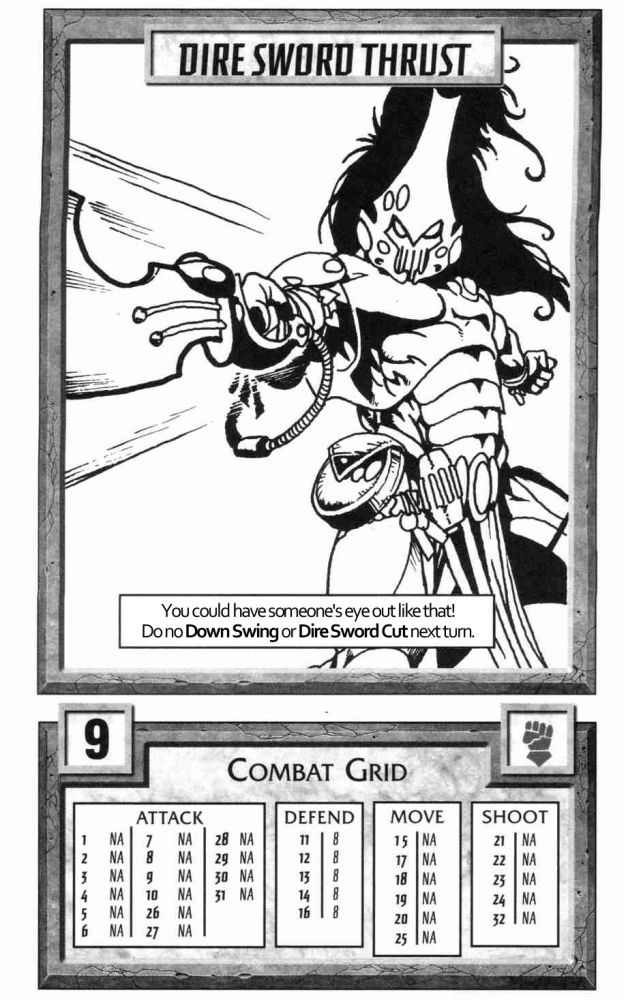 DIRE SWORD THRUST
You could have someone's eye out like that!
Do no Down Swing or Dire Sword Cut next turn.
9
COMBAT GRID
ATTACK
1 NA 7 NA 28 NA
2 NA 8 NA 29 NA
3 NA 9 NA 30 NA
4 NA 10 NA 31 NA
5 NA 26 NA
6 NA 27 NA
DEFEND
11 8
12 8
13 8
14 8
16 8
MOVE
15 NA
17 NA
18 NA
19 NA
20 NA
25 NA
SHOOT
21 NA
22 NA
23 NA
24 NA
32 NA